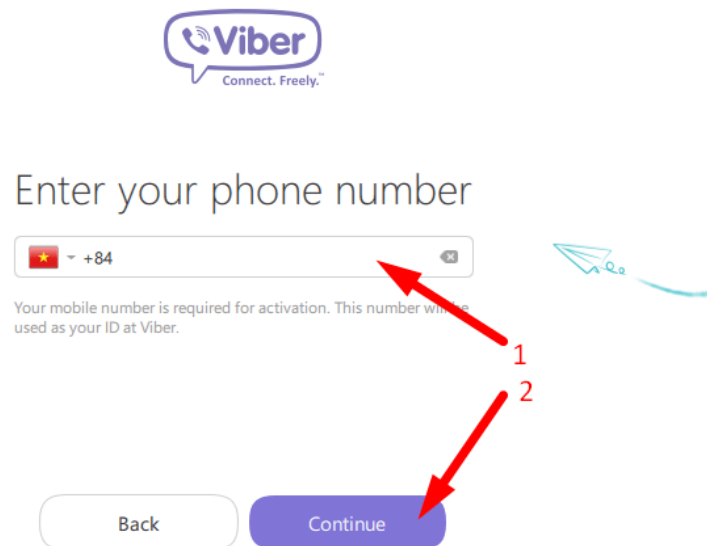 Viber
Connect. Freely.™
Enter your phone number
+84
Your mobile number is required for activation. This number will be
used as your ID at Viber.
1
2
Back
Continue